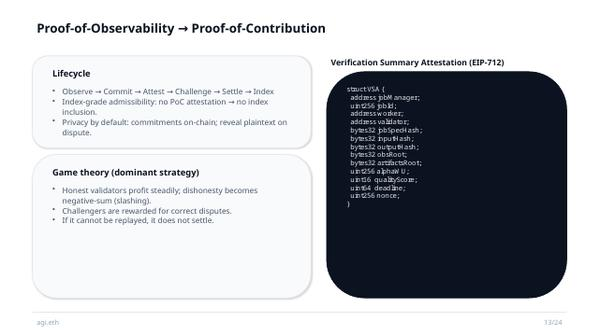 Proof-of-Observability → Proof-of-Contribution
Lifecycle
• Observe → Commit → Attest → Challenge → Settle → Index
• Index-grade admissibility: no PoC attestation → no index
inclusion.
• Privacy by default: commitments on-chain; reveal plaintext on
dispute.
Game theory (dominant strategy)
• Honest validators profit steadily; dishonesty becomes
negative-sum (slashing).
• Challengers are rewarded for correct disputes.
• If it cannot be replayed, it does not settle.
Verification Summary Attestation (EIP-712)
struct VSA {
address jobManager;
uint256 jobId;
address worker;
address validator;
bytes32 jobSpecHash;
bytes32 inputHash;
bytes32 outputHash;
bytes32 obsRoot;
bytes32 artifactsRoot;
uint256 alphaWU;
uint16 qualityScore;
uint64 deadline;
uint256 nonce;
}
agi.eth
13/24